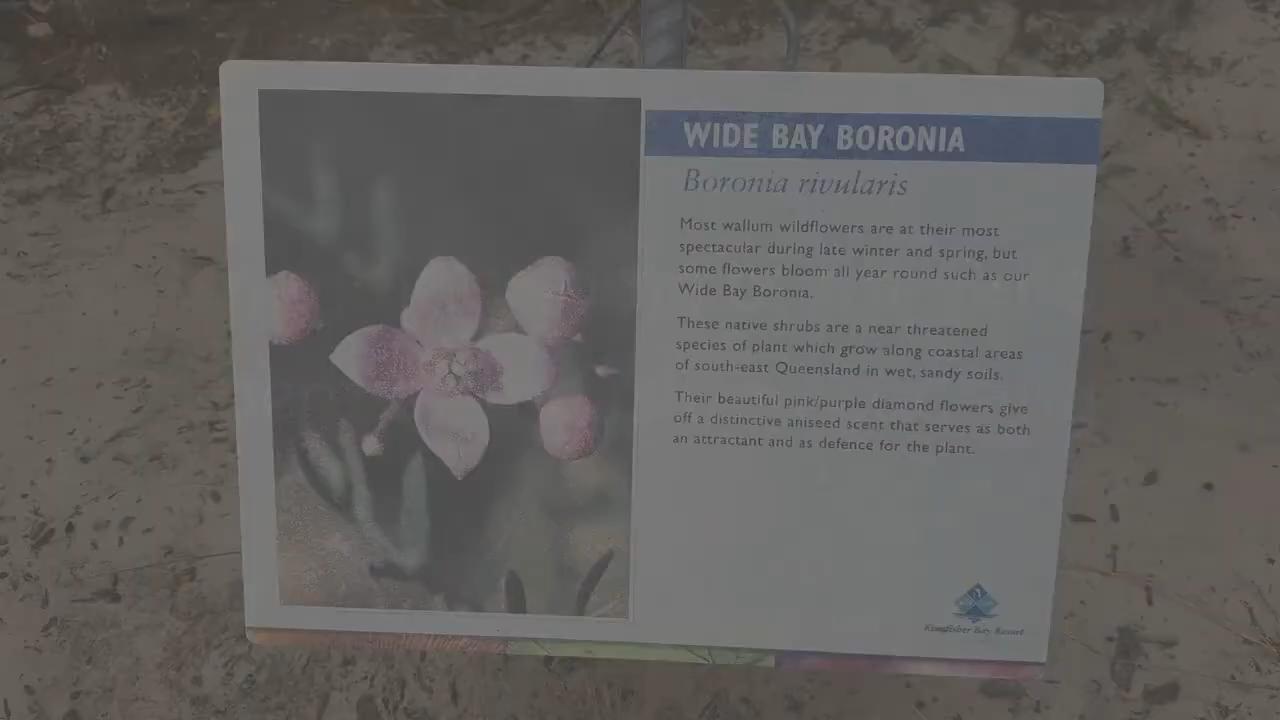 WIDE BAY BORONIA
Boronia rivularis
Most wallum wildflowers are at their most
spectacular during late winter and spring, but
some flowers bloom all year round such as our
Wide Bay Boronia.
These native shrubs are a near threatened
species of plant which grow along coastal areas
of south-east Queensland in wet, sandy soils.
Their beautiful pink/purple diamond flowers give
off a distinctive aniseed scent that serves as both
an attractant and as defence for the plant.
Kingfisher Bay Resort